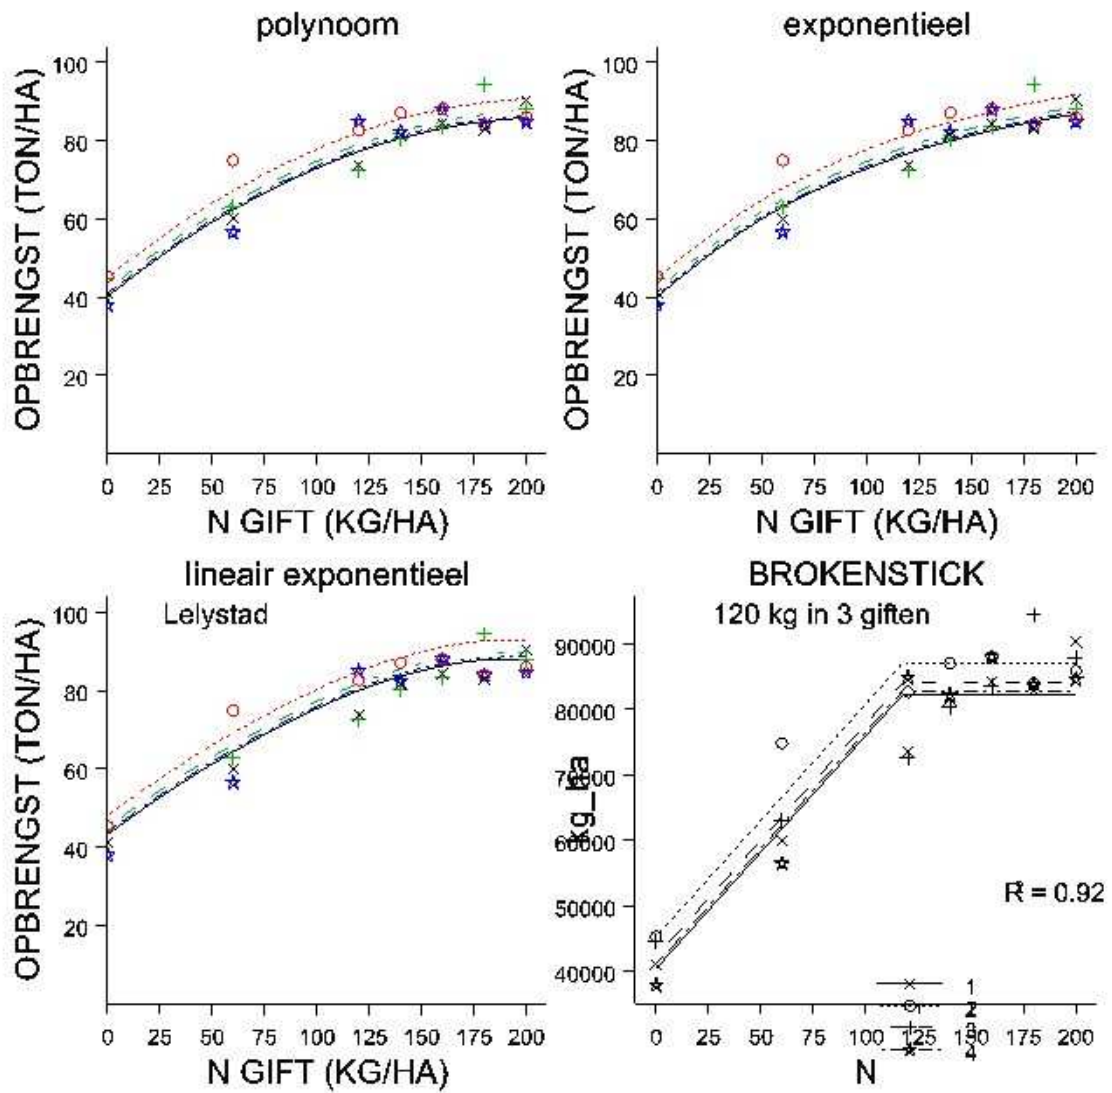 polynoom
OPBRENGST (TON/HA)
100
80
60
40
20
0 25 50 75 100 125 150 175 200
N GIFT (KG/HA)
exponentieel
OPBRENGST (TON/HA)
100
80
60
40
20
0 25 50 75 100 125 150 175 200
N GIFT (KG/HA)
lineair exponentieel
Lelystad
OPBRENGST (TON/HA)
100
80
60
40
20
0 25 50 75 100 125 150 175 200
N GIFT (KG/HA)
BROKENSTICK
120 kg in 3 giften
kg_ha
90000
80000
70000
60000
50000
40000
R² = 0.92
1
2
3
4
0 25 50 75 100 125 150 175 200
N